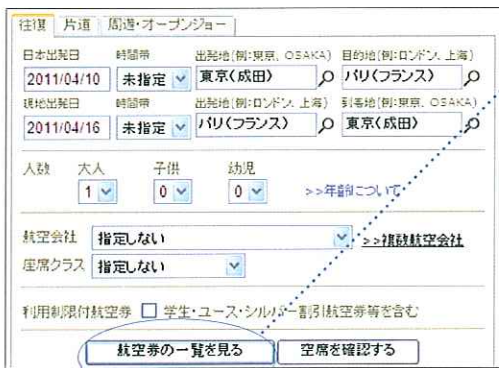 往復 片道 周遊・オープンジョー
日本出発日 時間帯 出発地(例:東京、OSAKA) 目的地(例:ロンドン、上海)
2011/04/10 未指定 東京(成田) パリ(フランス)
現地出発日 時間帯 出発地(例:ロンドン、上海) 到着地(例:東京、OSAKA)
2011/04/16 未指定 パリ(フランス) 東京(成田)
人数 大人 子供 幼児
1 0 0 >>年齢について
航空会社 指定しない >>複数航空会社
座席クラス 指定しない
利用制限付航空券 学生・ユース・シルバー割引航空券等を含む
航空券の一覧を見る 空席を確認する